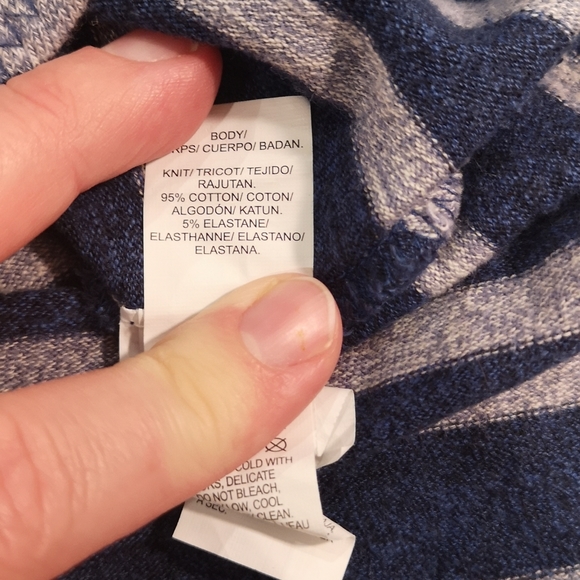 BODY/
RPS/ CUERPO/ BADAN.
KNIT/ TRICOT/ TEJIDO/
RAJUTAN.
95% COTTON/ COTON/
ALGODÓN/ KATUN.
5% ELASTANE/
ELASTHANNE/ ELASTANO/
ELASTANA.
COLD WITH
DELICATE
DO NOT BLEACH,
LOW, COOL
CLEAN.